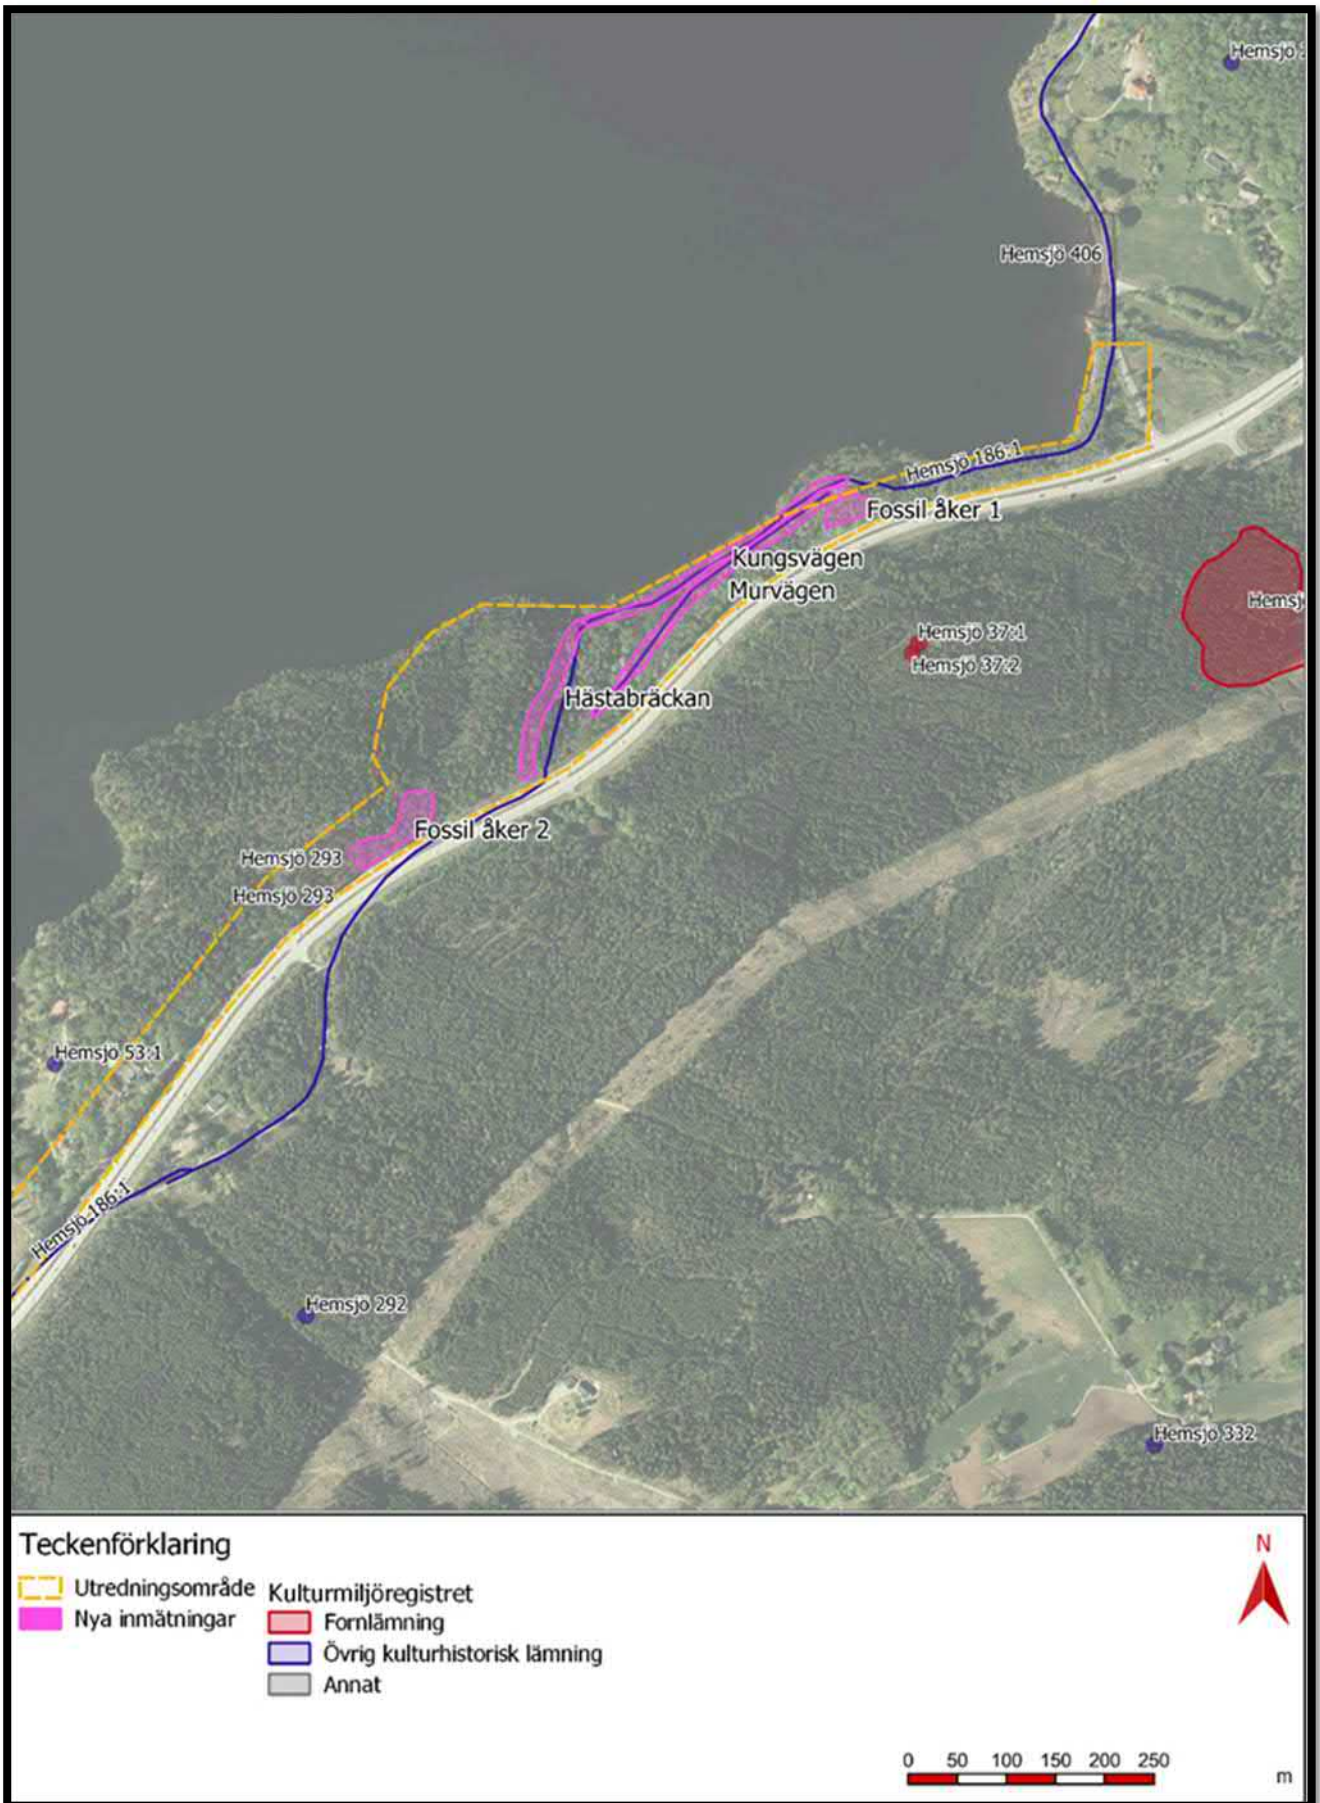 Hemsjö
Hemsjö 406
Hemsjö 186:1
Fossil åker 1
Kungsvägen
Murvägen
Hemsj
Hemsjö 37:1
Hemsjö 37:2
Hästabräckan
Fossil åker 2
Hemsjö 293
Hemsjö 293
Hemsjö 53:1
Hemsjö 186:1
Hemsjö 292
Hemsjö 332
Teckenförklaring
Utredningsområde
Nya inmätningar
Kulturmiljöregistret
Fornlämning
Övrig kulturhistorisk lämning
Annat
N
0 50 100 150 200 250
m